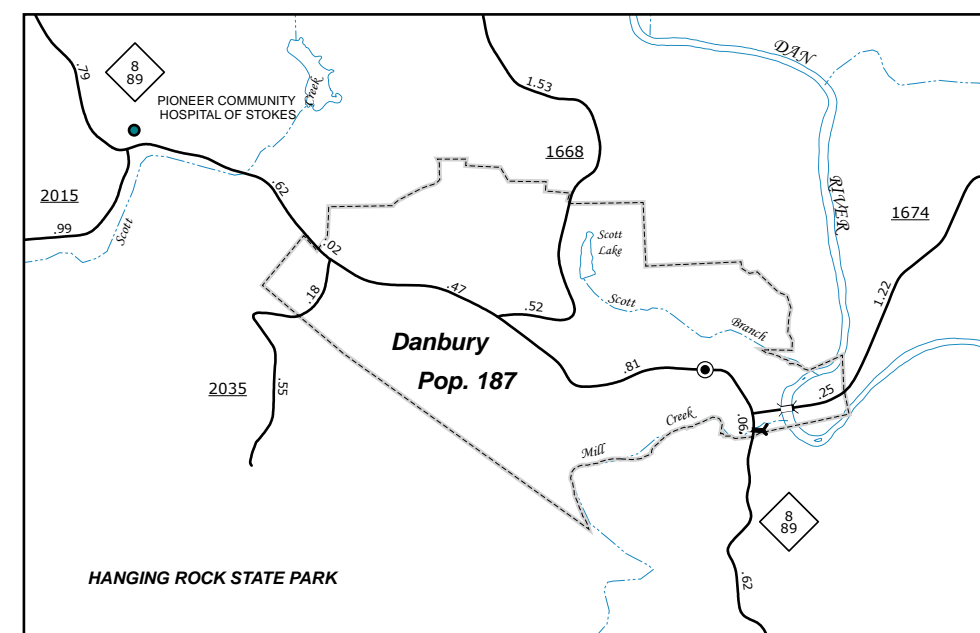 DAN
.79
8
89
PIONEER COMMUNITY
HOSPITAL OF STOKES
Creek
1.53
1668
2015
.62
RIVER
1674
.99
Scott
.02
Scott
Lake
.18
.47
.52
Scott
1.22
Branch
Danbury
Pop. 187
.81
2035
.55
.25
.06
Creek
Mill
8
89
HANGING ROCK STATE PARK
.62